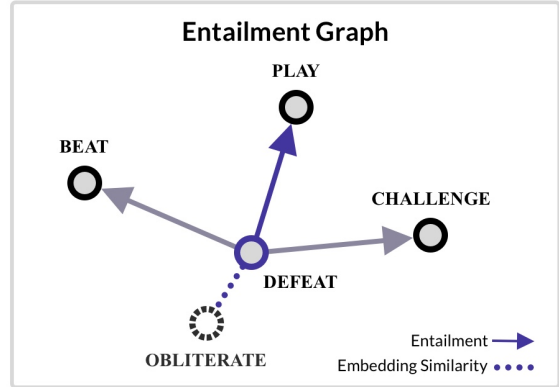 Entailment Graph
PLAY
BEAT
CHALLENGE
DEFEAT
OBLITERATE
Entailment
Embedding Similarity